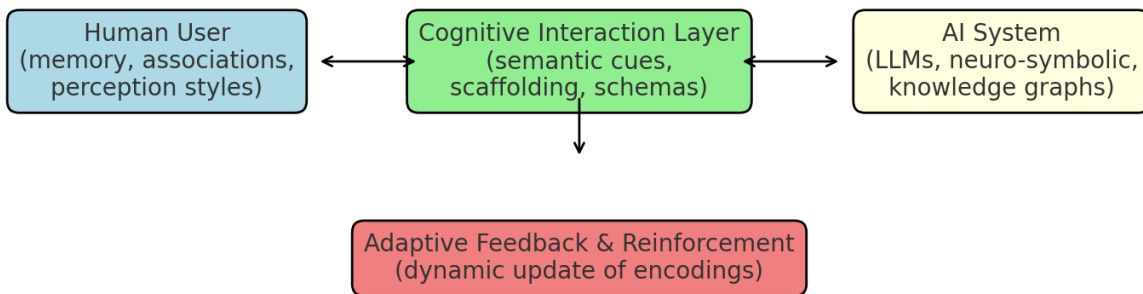 Human User
(memory, associations,
perception styles)
Cognitive Interaction Layer
(semantic cues,
scaffolding, schemas)
AI System
(LLMs, neuro-symbolic,
knowledge graphs)
Adaptive Feedback & Reinforcement
(dynamic update of encodings)